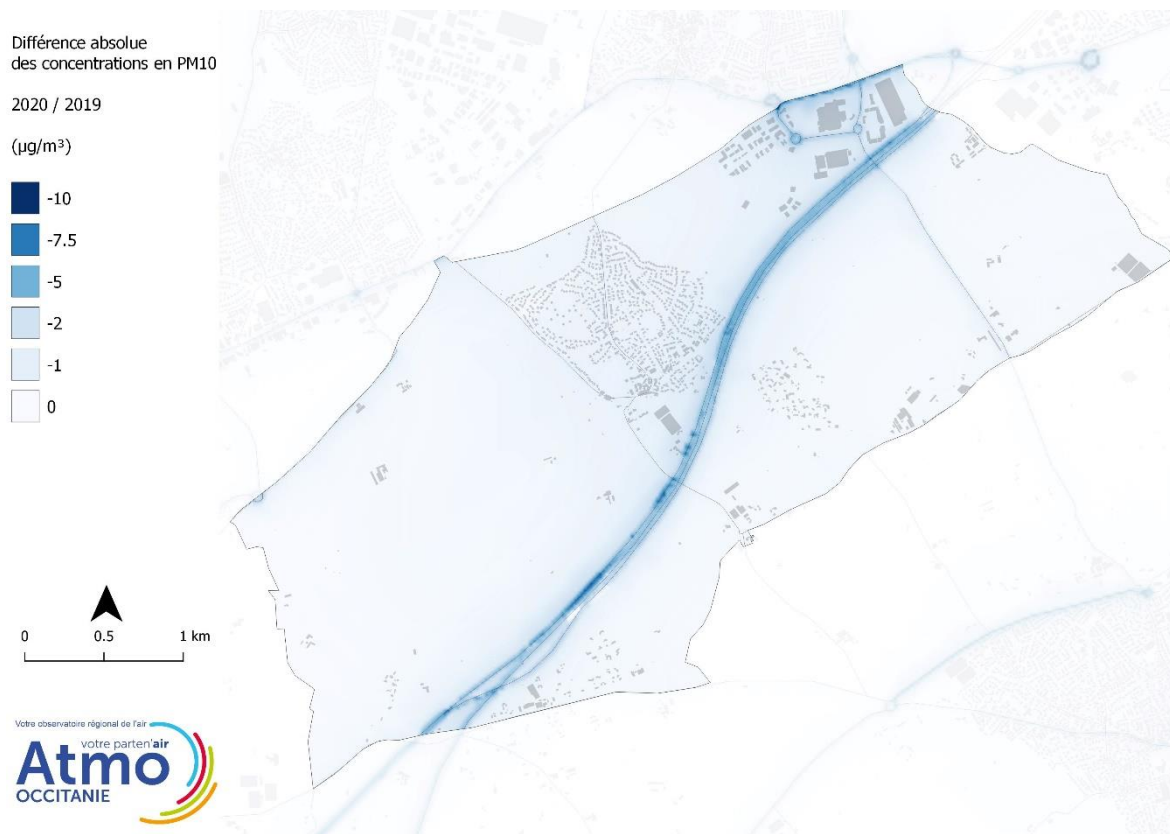 Différence absolue
des concentrations en PM10
2020 / 2019
(µg/m³)
-10
-7.5
-5
-2
-1
0
0 0.5 1 km
Votre observatoire régional de l'air
votre parten'air
Atmo
OCCITANIE